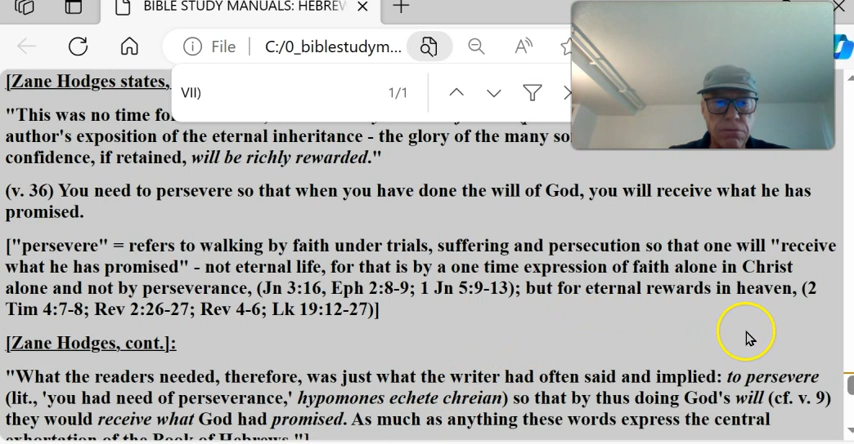 BIBLE STUDY MANUALS: HEBREW
File C:/0_biblestudym...
[Zane Hodges states,
VII) 1/1
"This was no time fo
author's exposition of the eternal inheritance - the glory of the many so
confidence, if retained, will be richly rewarded."
(v. 36) You need to persevere so that when you have done the will of God, you will receive what he has
promised.
["persevere" = refers to walking by faith under trials, suffering and persecution so that one will "receive
what he has promised" - not eternal life, for that is by a one time expression of faith alone in Christ
alone and not by perseverance, (Jn 3:16, Eph 2:8-9; 1 Jn 5:9-13); but for eternal rewards in heaven, (2
Tim 4:7-8; Rev 2:26-27; Rev 4-6; Lk 19:12-27)]
[Zane Hodges, cont.]:
"What the readers needed, therefore, was just what the writer had often said and implied: to persevere
(lit., 'you had need of perseverance,' hypomones echete chreian) so that by thus doing God's will (cf. v. 9)
they would receive what God had promised. As much as anything these words express the central
exhortation of the Book of Hebrews."]